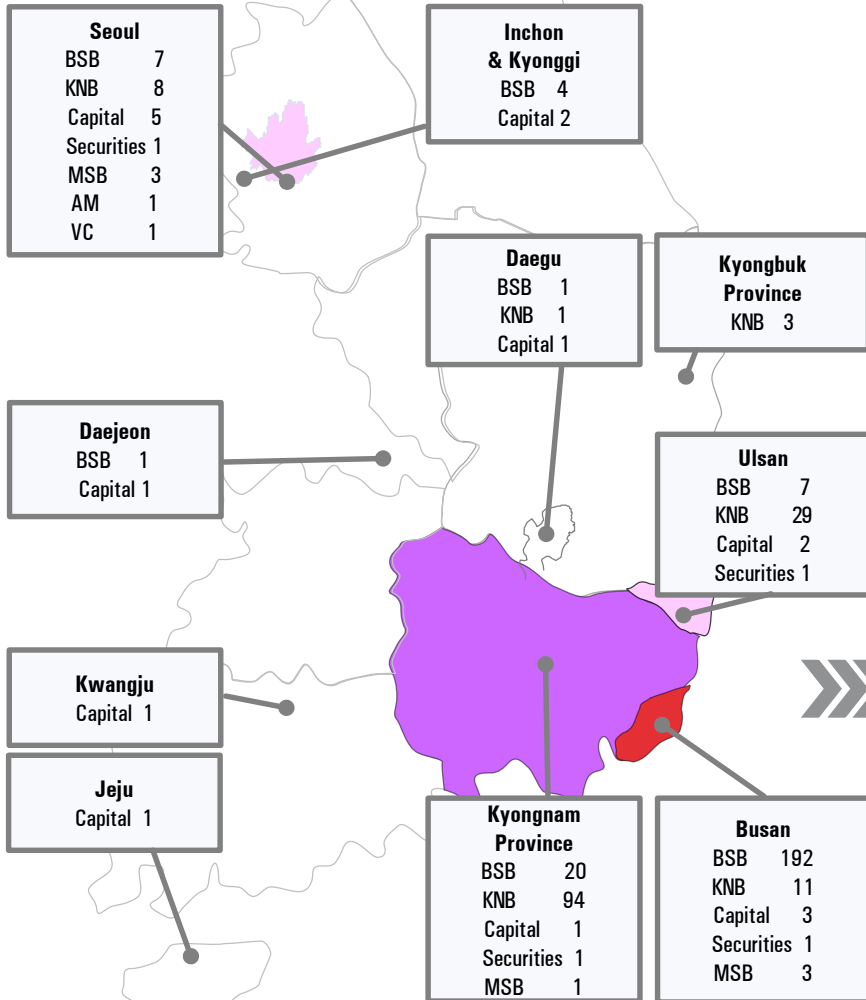 Seoul
BSB 7
KNB 8
Capital 5
Securities 1
MSB 3
AM 1
VC 1
Inchon
& Kyonggi
BSB 4
Capital 2
Daegu
BSB 1
KNB 1
Capital 1
Kyongbuk
Province
KNB 3
Daejeon
BSB 1
Capital 1
Ulsan
BSB 7
KNB 29
Capital 2
Securities 1
Kwangju
Capital 1
Jeju
Capital 1
Kyongnam
Province
BSB 20
KNB 94
Capital 1
Securities 1
MSB 1
Busan
BSB 192
KNB 11
Capital 3
Securities 1
MSB 3